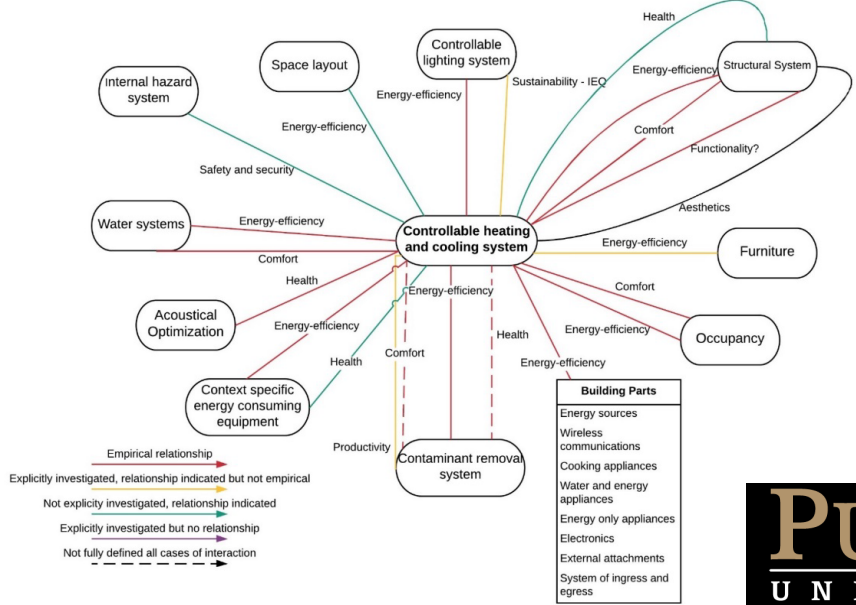 Health
Controllable
lighting system
Space layout
Structural System
Internal hazard
system
Energy-efficiency
Sustainability - IEQ
Energy-efficiency
Energy-efficiency
Comfort
Functionality?
Safety and security
Aesthetics
Water systems
Energy-efficiency
Controllable heating
and cooling system
Energy-efficiency
Furniture
Comfort
Health
Energy-efficiency
Comfort
Acoustical
Optimization
Energy-efficiency
Energy-efficiency
Occupancy
Health
Comfort
Health
Energy-efficiency
Context specific
energy consuming
equipment
Productivity
Contaminant removal
system
Building Parts
Energy sources
Wireless
communications
Cooking appliances
Water and energy
appliances
Energy only appliances
Electronics
External attachments
System of ingress and
egress
Empirical relationship
Explicitly investigated, relationship indicated but not empirical
Not explicity investigated, relationship indicated
Explicitly investigated but no relationship
Not fully defined all cases of interaction